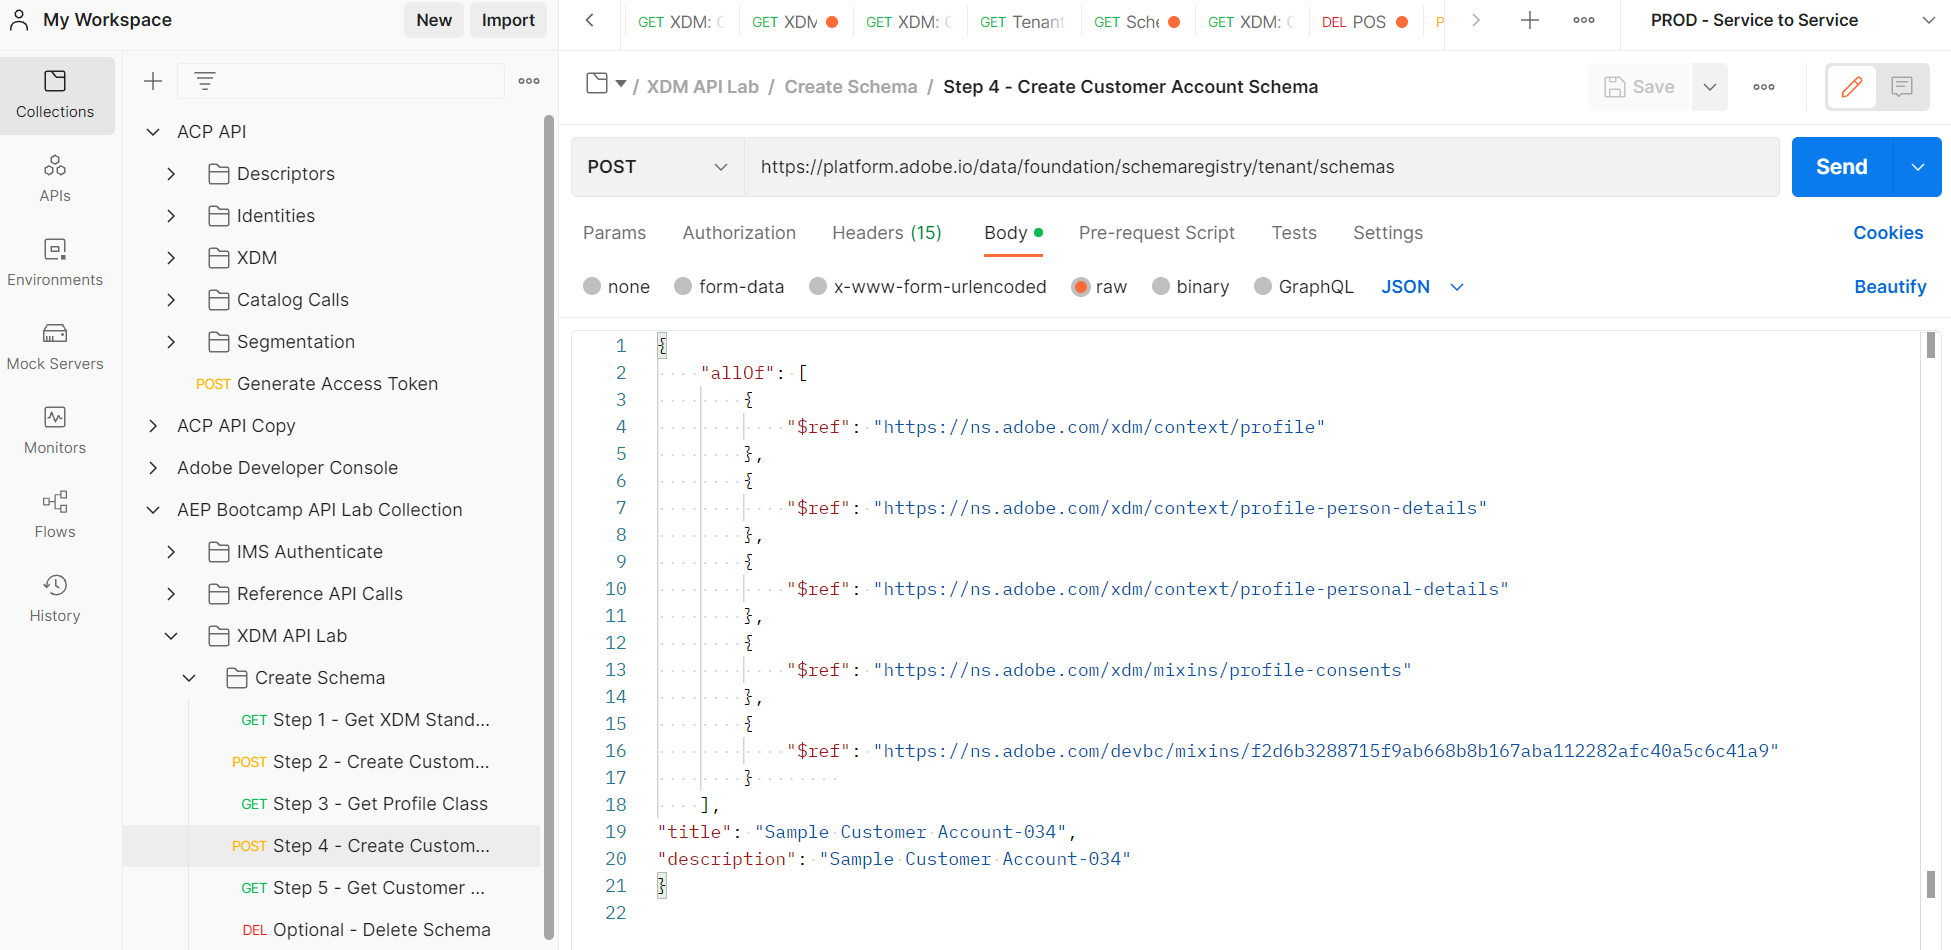 My Workspace
New
Import
GET XDM:
GET XDM
GET XDM:
GET Tenant
GET Sche
GET XDM:
DEL POS
PROD - Service to Service
Collections
APIs
Environments
Mock Servers
Monitors
Flows
History
ACP API
Descriptors
Identities
XDM
Catalog Calls
Segmentation
POST Generate Access Token
ACP API Copy
Adobe Developer Console
AEP Bootcamp API Lab Collection
IMS Authenticate
Reference API Calls
XDM API Lab
Create Schema
GET Step 1 - Get XDM Stand...
POST Step 2 - Create Custom...
GET Step 3 - Get Profile Class
POST Step 4 - Create Custom...
GET Step 5 - Get Customer ...
DEL Optional - Delete Schema
/ XDM API Lab / Create Schema / Step 4 - Create Customer Account Schema
Save
POST
https://platform.adobe.io/data/foundation/schemaregistry/tenant/schemas
Send
Params Authorization Headers (15) Body Pre-request Script Tests Settings
Cookies
none form-data x-www-form-urlencoded raw binary GraphQL JSON
Beautify
1 {
2 "allOf": [
3 {
4 "$ref": "https://ns.adobe.com/xdm/context/profile"
5 },
6 {
7 "$ref": "https://ns.adobe.com/xdm/context/profile-person-details"
8 },
9 {
10 "$ref": "https://ns.adobe.com/xdm/context/profile-personal-details"
11 },
12 {
13 "$ref": "https://ns.adobe.com/xdm/mixins/profile-consents"
14 },
15 {
16 "$ref": "https://ns.adobe.com/devbc/mixins/f2d6b3288715f9ab668b8b167aba112282afc40a5c6c41a9"
17 }
18 ],
19 "title": "Sample Customer Account-034",
20 "description": "Sample Customer Account-034"
21 }
22